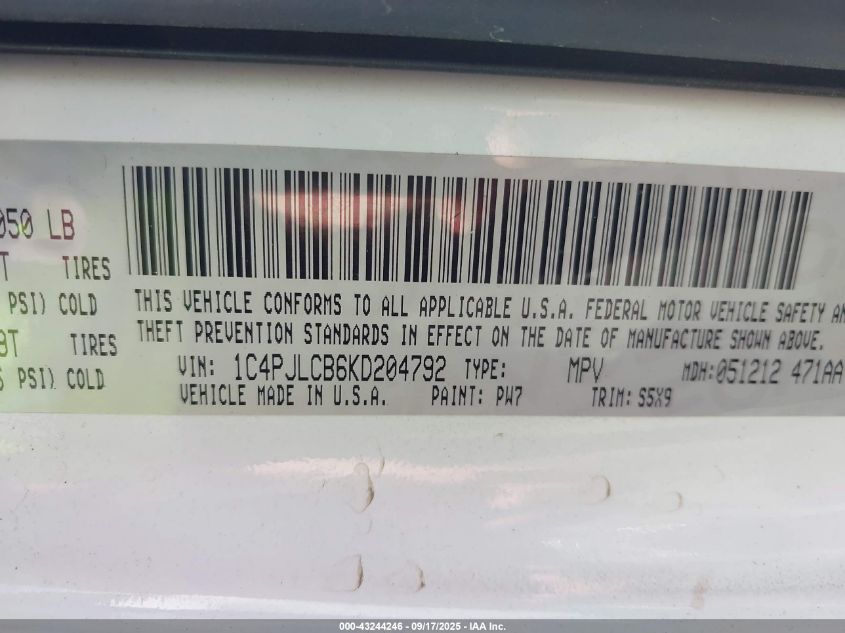 050 LB
T TIRES
PSI) COLD
THIS VEHICLE CONFORMS TO ALL APPLICABLE U.S.A. FEDERAL MOTOR VEHICLE SAFETY AN
THEFT PREVENTION STANDARDS IN EFFECT ON THE DATE OF MANUFACTURE SHOWN ABOVE.
BT TIRES
PSI) COLD
VIN: 1C4PJLCB6KD204792 TYPE: MPV MDH: 051212 471AA
VEHICLE MADE IN U.S.A. PAINT: PW7 TRIM: S5X9
000-43244246 - 09/17/2025 - IAA Inc.